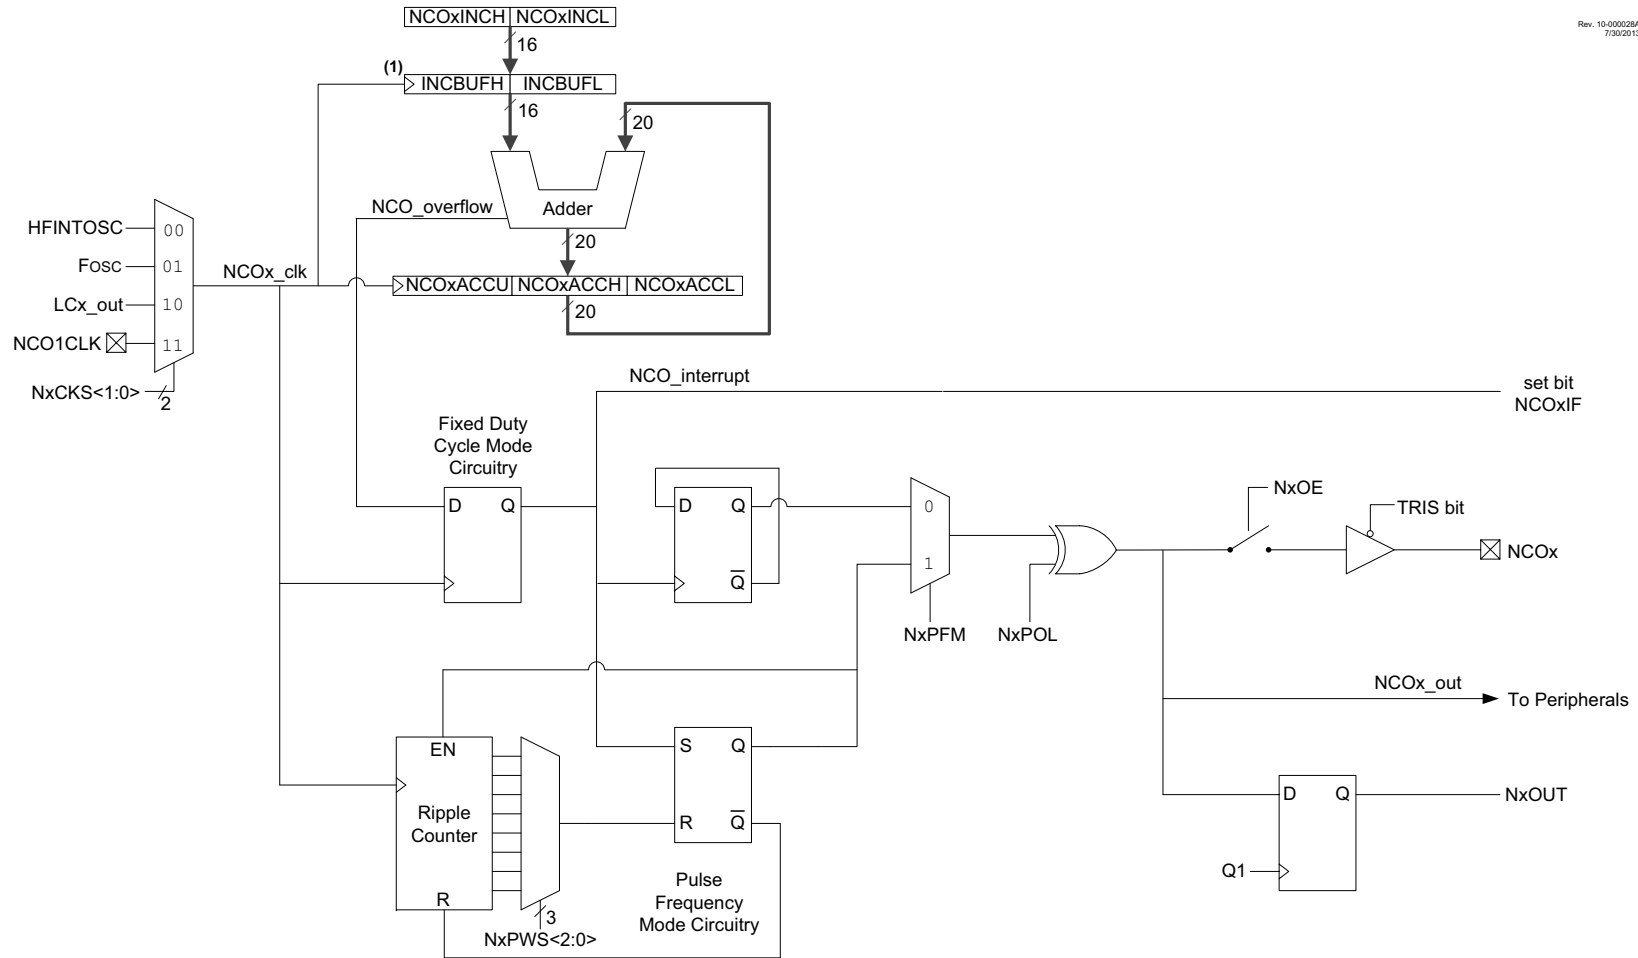 Rev. 10-000028A
7/30/2013
NCOxINCH NCOxINCL
16
(1)
INCBUFH INCBUFL
16
20
NCO_overflow
Adder
20
HFINTOSC
00
FOSC
01
NCOx_clk
NCOxACCU NCOxACCH NCOxACCL
LCx_out
10
20
NCO1CLK
11
NxCKS<1:0>
2
NCO_interrupt
set bit
NCOxIF
Fixed Duty
Cycle Mode
Circuitry
D Q
D Q
Q
0
1
NxPFM
NxPOL
NxOE
TRIS bit
NCOx
NCOx_out
To Peripherals
EN
Ripple
Counter
R
S Q
R Q
NxPWS<2:0>
3
Pulse
Frequency
Mode Circuitry
D Q
NxOUT
Q1